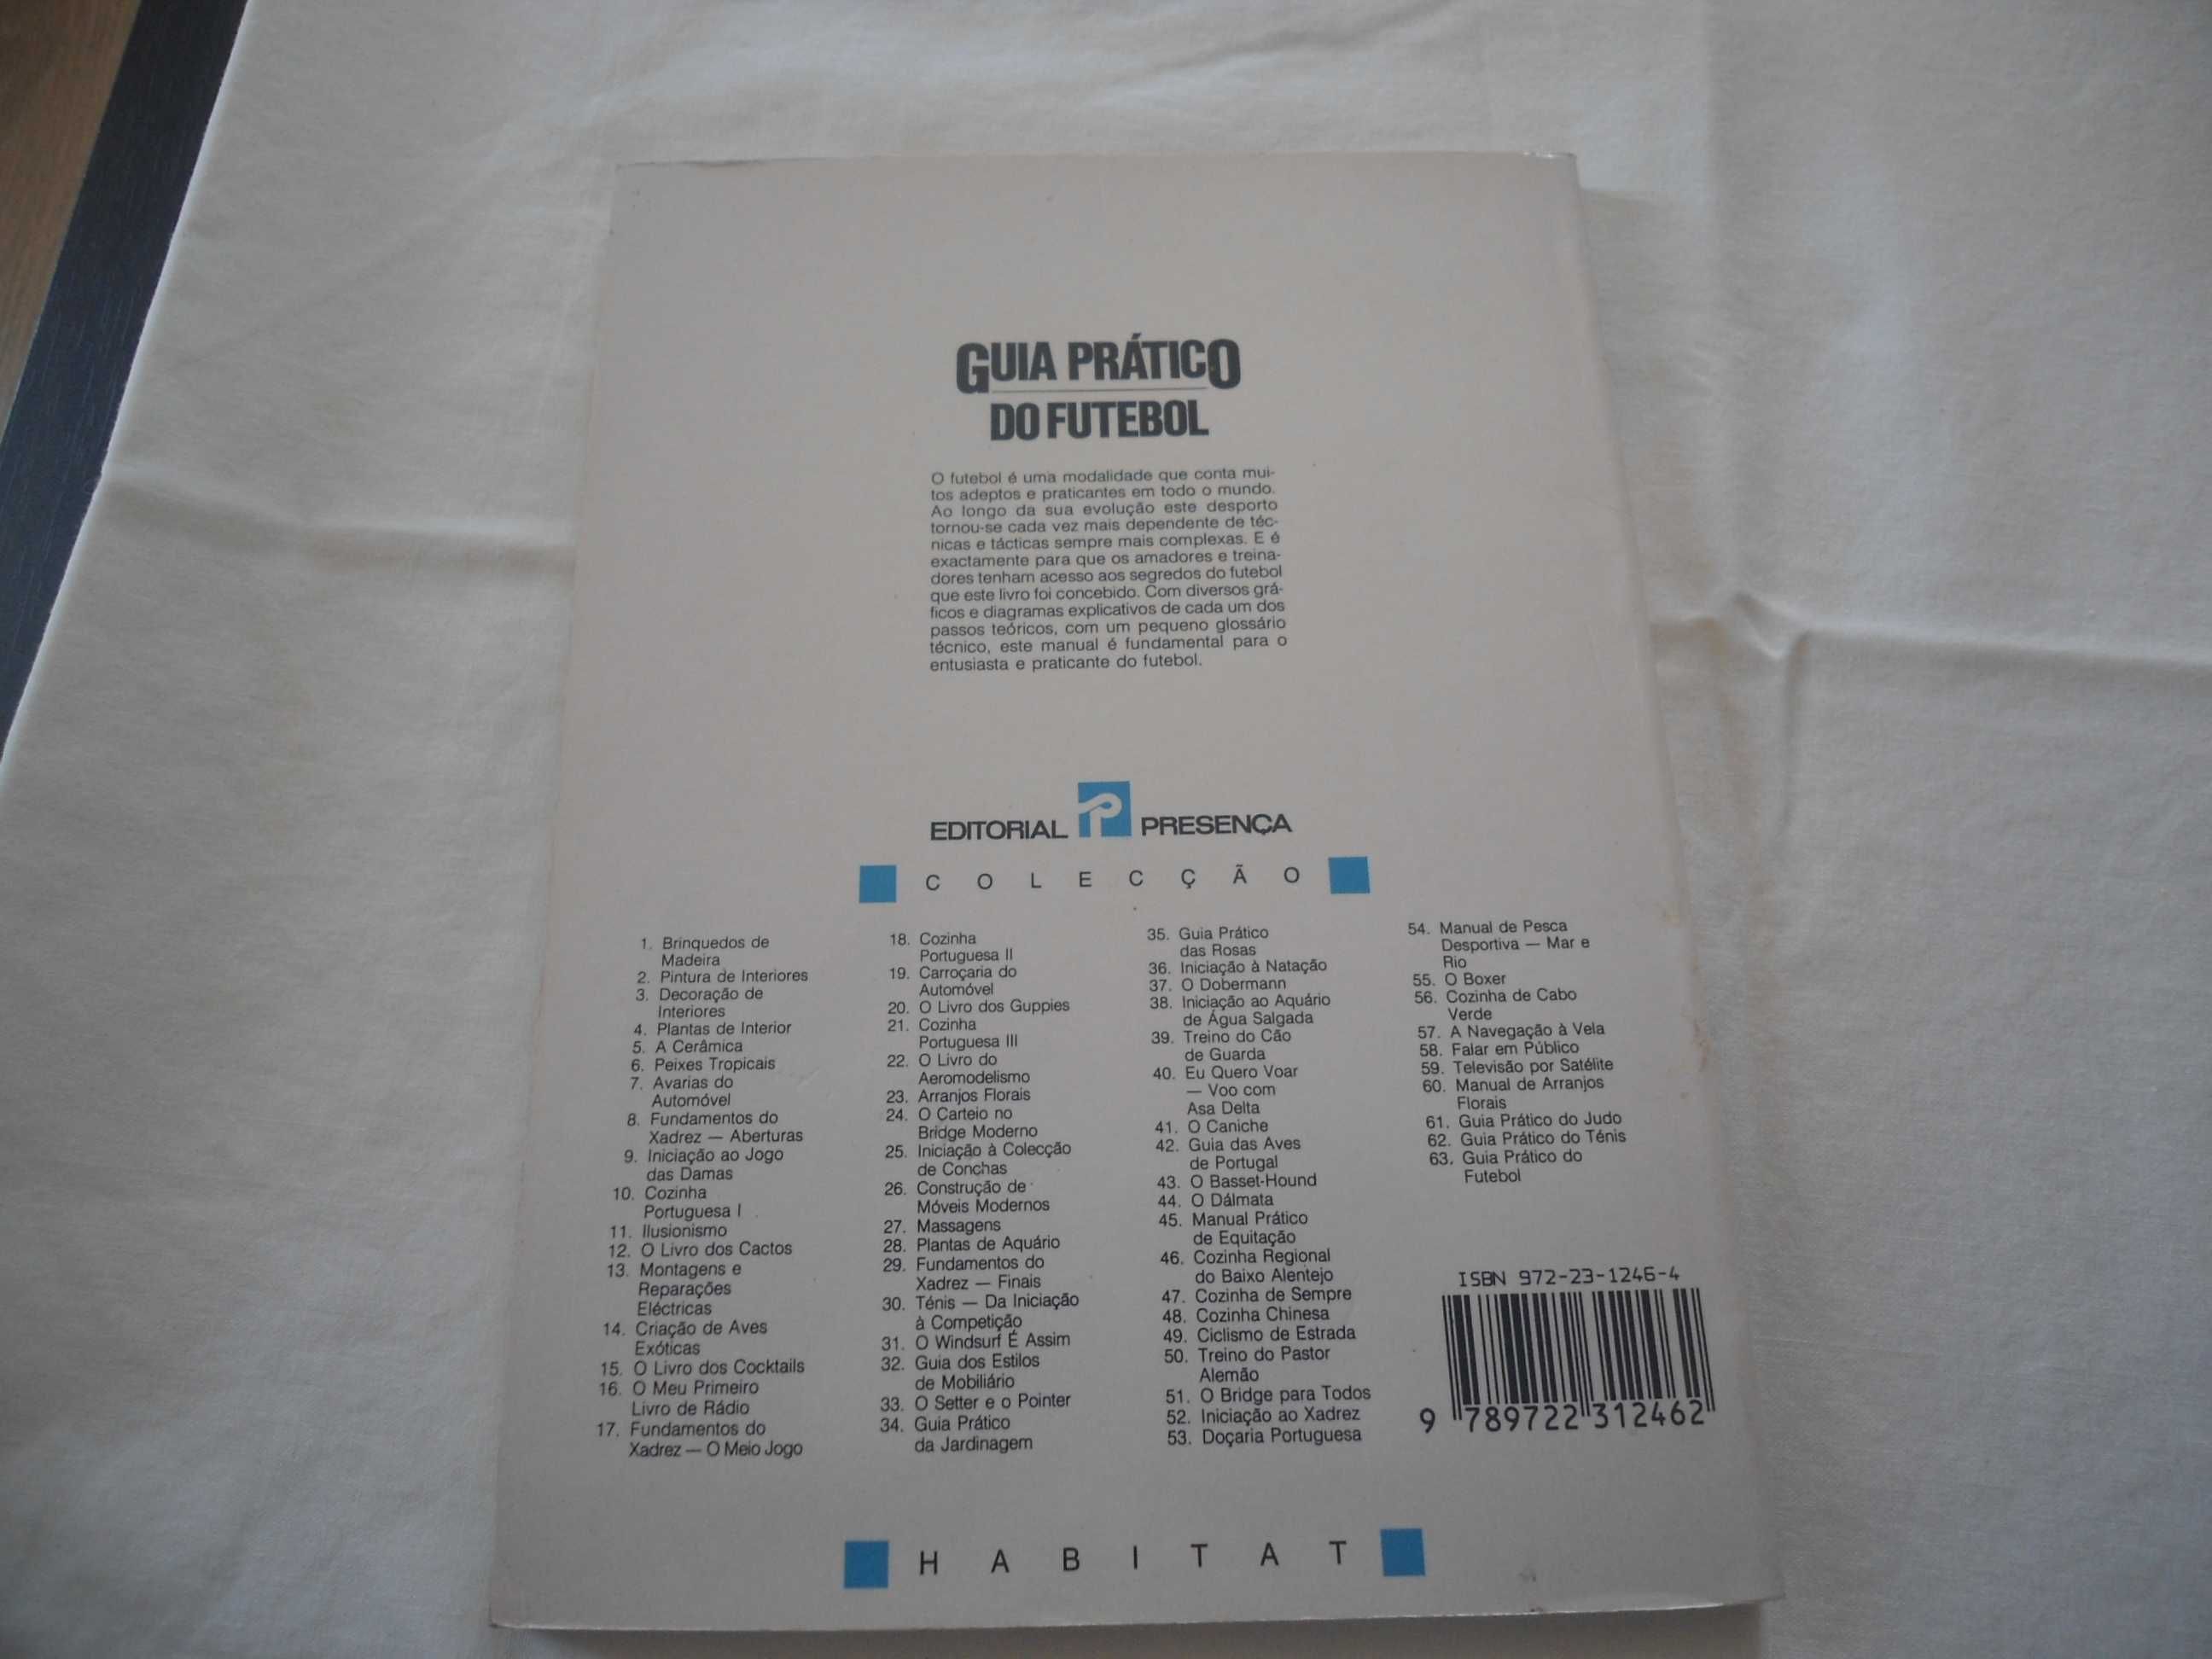 GUIA PRÁTICO
DO FUTEBOL
O futebol é uma modalidade que conta mui-
tos adeptos e praticantes em todo o mundo.
Ao longo da sua evolução este desporto
tornou-se cada vez mais dependente de téc-
nicas e tácticas sempre mais complexas. E é
exactamente para que os amadores e treina-
dores tenham acesso aos segredos do futebol
que este livro foi concebido. Com diversos grá-
ficos e diagramas explicativos de cada um dos
passos teóricos, com um pequeno glossário
técnico, este manual é fundamental para o
entusiasta e praticante do futebol.
EDITORIAL PRESENÇA
COLECÇÃO
1. Brinquedos de
Madeira
2. Pintura de Interiores
3. Decoração de
Interiores
4. Plantas de Interior
5. A Cerâmica
6. Peixes Tropicais
7. Avarias do
Automóvel
8. Fundamentos do
Xadrez — Aberturas
9. Iniciação ao Jogo
das Damas
10. Cozinha
Portuguesa I
11. Ilusionismo
12. O Livro dos Cactos
13. Montagens e
Reparações
Eléctricas
14. Criação de Aves
Exóticas
15. O Livro dos Cocktails
16. O Meu Primeiro
Livro de Rádio
17. Fundamentos do
Xadrez — O Meio Jogo
18. Cozinha
Portuguesa II
19. Carroçaria do
Automóvel
20. O Livro dos Guppies
21. Cozinha
Portuguesa III
22. O Livro do
Aeromodelismo
23. Arranjos Florais
24. O Carteio no
Bridge Moderno
25. Iniciação à Colecção
de Conchas
26. Construção de
Móveis Modernos
27. Massagens
28. Plantas de Aquário
29. Fundamentos do
Xadrez — Finais
30. Ténis — Da Iniciação
à Competição
31. O Windsurf É Assim
32. Guia dos Estilos
de Mobiliário
33. O Setter e o Pointer
34. Guia Prático
da Jardinagem
35. Guia Prático
das Rosas
36. Iniciação à Natação
37. O Dobermann
38. Iniciação ao Aquário
de Água Salgada
39. Treino do Cão
de Guarda
40. Eu Quero Voar
— Voo com
Asa Delta
41. O Caniche
42. Guia das Aves
de Portugal
43. O Basset-Hound
44. O Dálmata
45. Manual Prático
de Equitação
46. Cozinha Regional
do Baixo Alentejo
47. Cozinha de Sempre
48. Cozinha Chinesa
49. Ciclismo de Estrada
50. Treino do Pastor
Alemão
51. O Bridge para Todos
52. Iniciação ao Xadrez
53. Doçaria Portuguesa
54. Manual de Pesca
Desportiva — Mar e
Rio
55. O Boxer
56. Cozinha de Cabo
Verde
57. A Navegação à Vela
58. Falar em Público
59. Televisão por Satélite
60. Manual de Arranjos
Florais
61. Guia Prático do Judo
62. Guia Prático do Ténis
63. Guia Prático do
Futebol
ISBN 972-23-1246-4
9 789722 312462
HABITAT